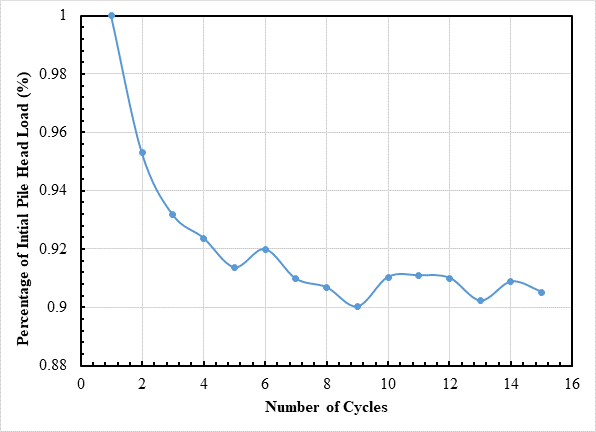 1
0.98
0.96
0.94
0.92
0.9
0.88
0 2 4 6 8 10 12 14 16
Percentage of Intial Pile Head Load (%)
Number of Cycles